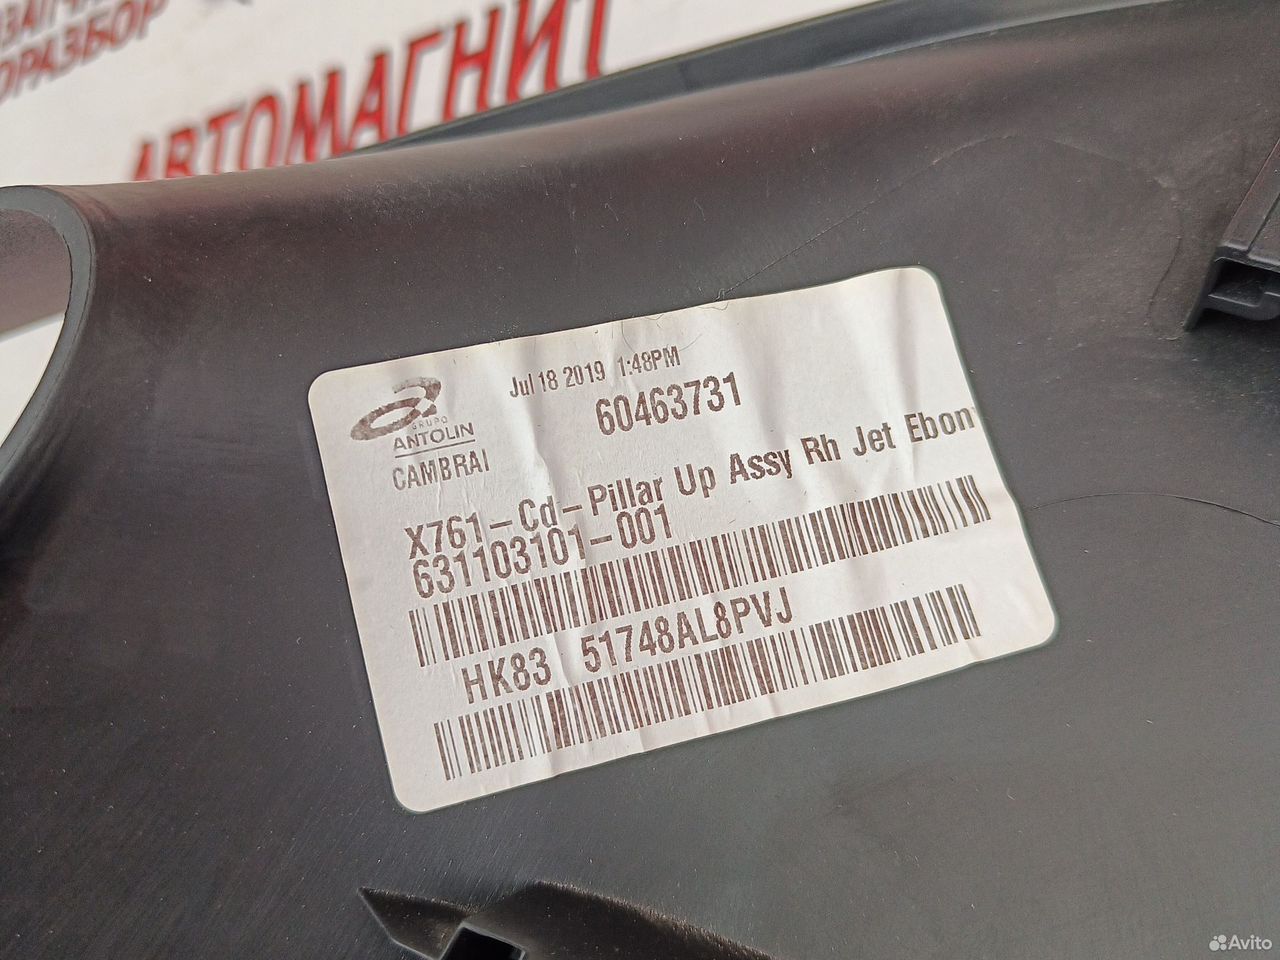 АВТОМАГНИТ
Jul 18 2019 1:48PM
60463731
GRUPO
ANTOLIN
CAMBRAI
X761-Cd-Pillar Up Assy Rh Jet Ebon
631103101-001
HK83 51748AL8PVJ
Avito